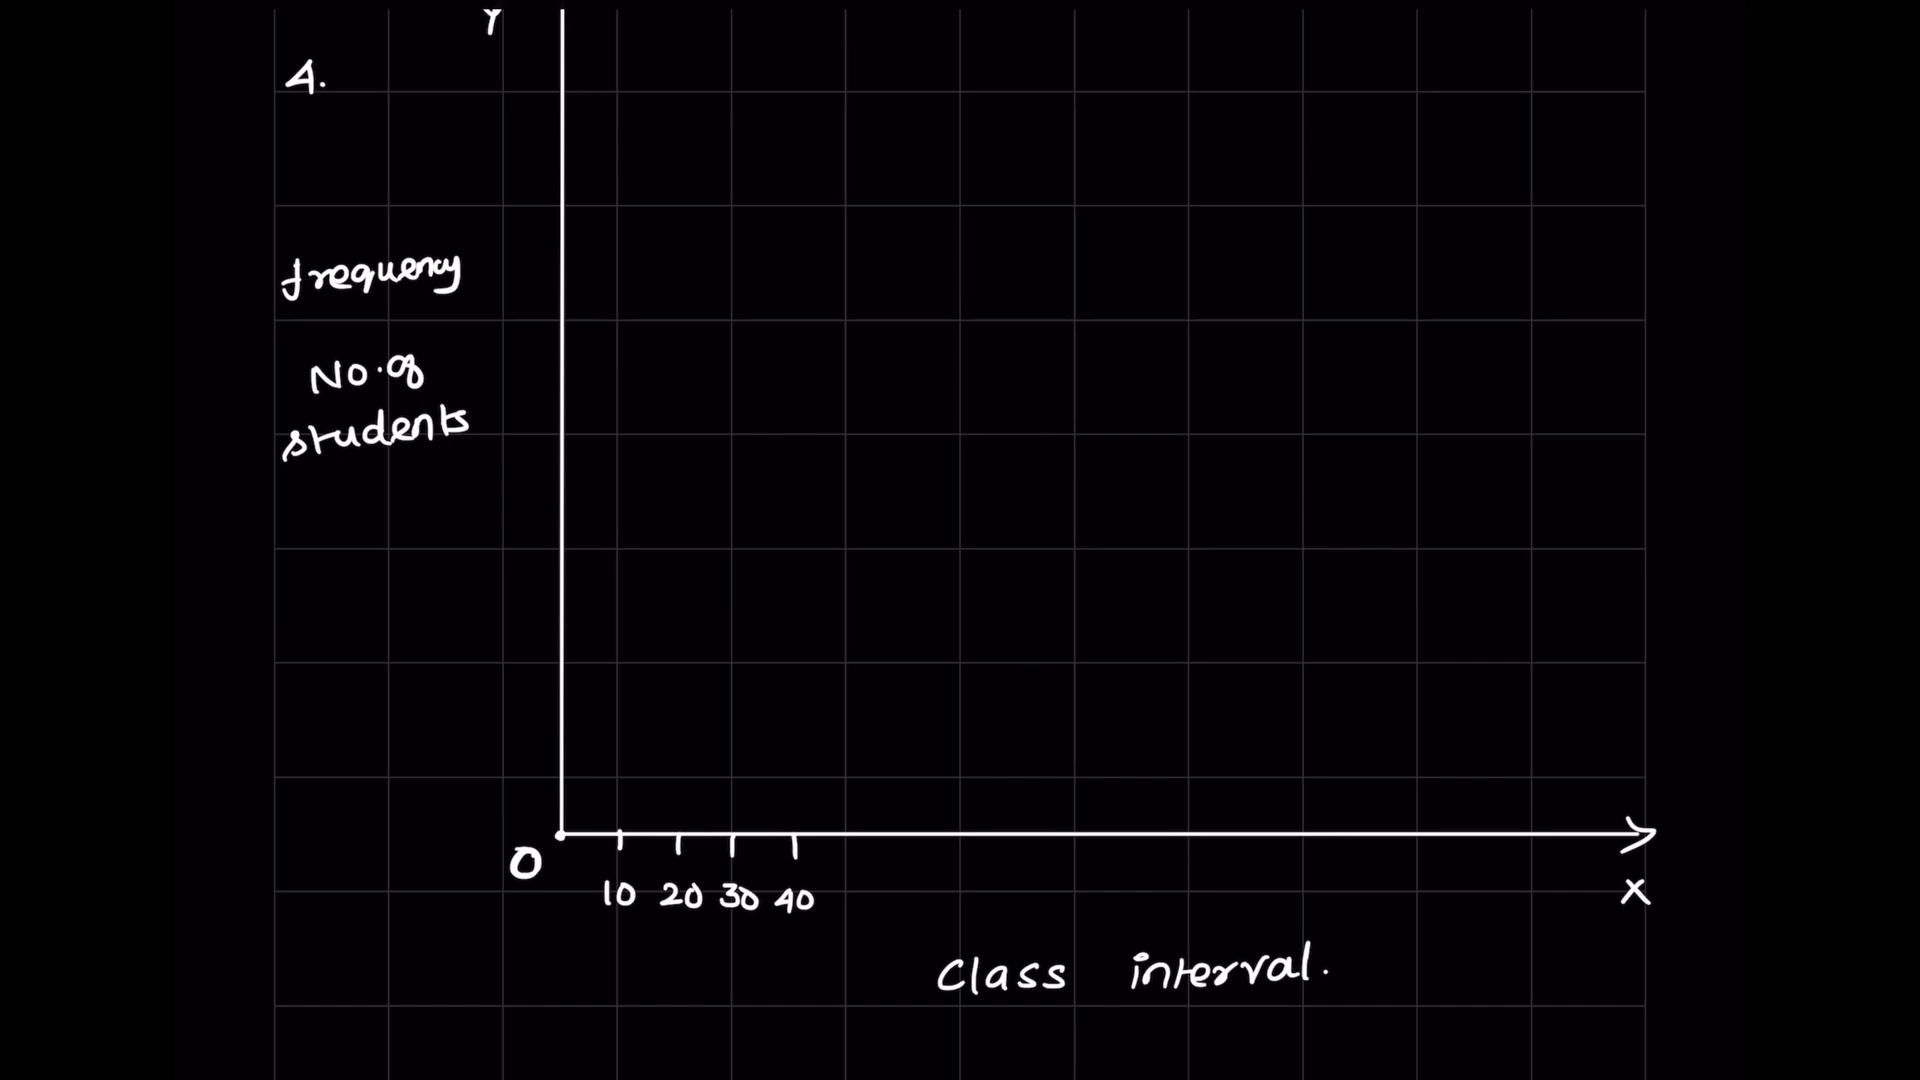 Y
4.
frequency
No. of
students
0
10 20 30 40
X
Class interval.